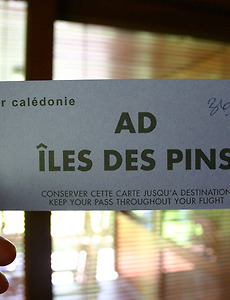 r calédonie
AD
ÎLES DES PINS
CONSERVER CETTE CARTE JUSQU'A DESTINATION
KEEP YOUR PASS THROUGHOUT YOUR FLIGHT